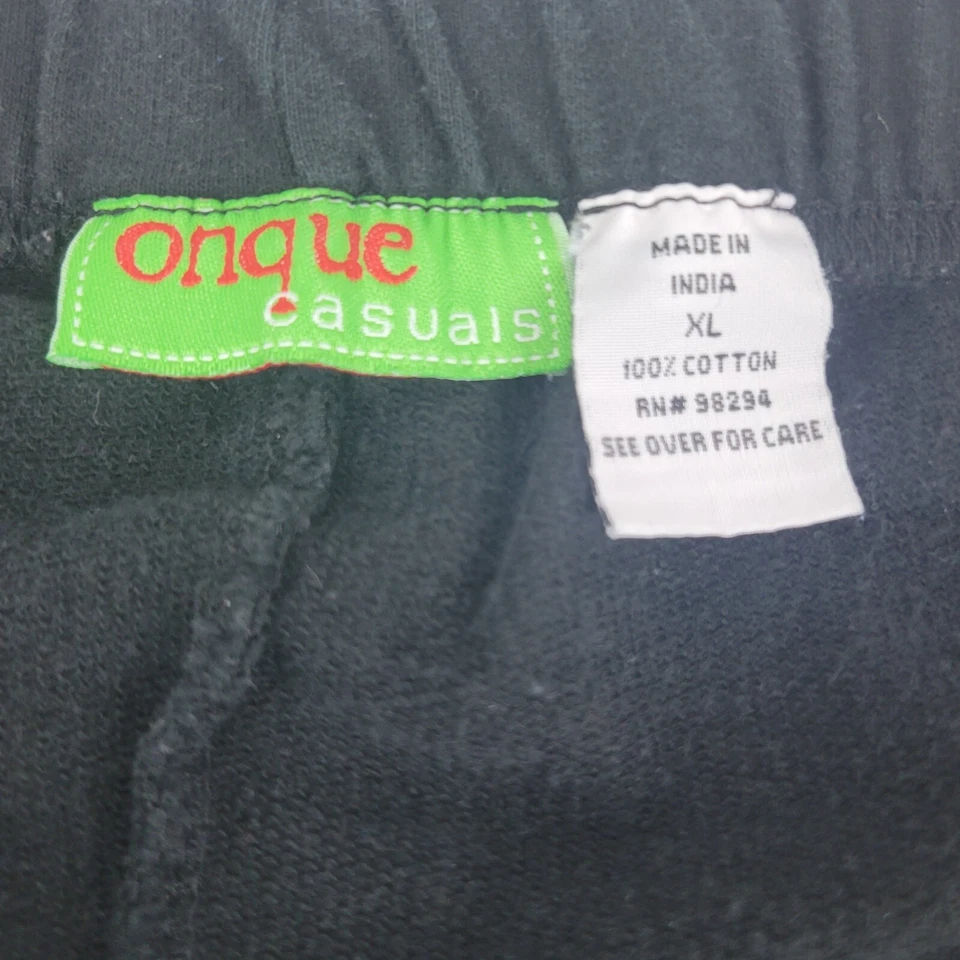 onque
casuals
MADE IN
INDIA
XL
100% COTTON
RN# 98294
SEE OVER FOR CARE